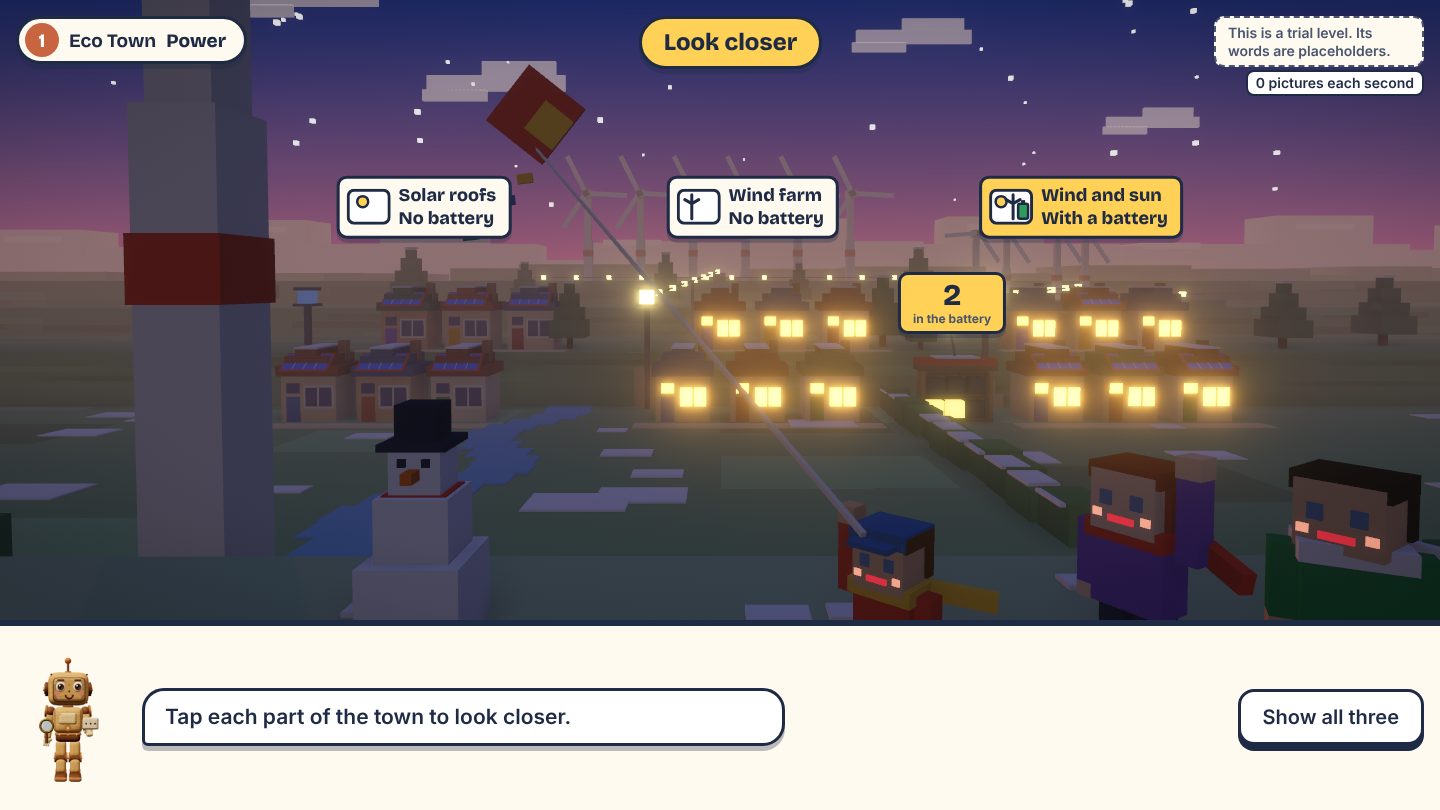 1 Eco Town Power
Look closer
This is a trial level. Its
words are placeholders.
0 pictures each second
Solar roofs
No battery
Wind farm
No battery
Wind and sun
With a battery
2
in the battery
Tap each part of the town to look closer.
Show all three